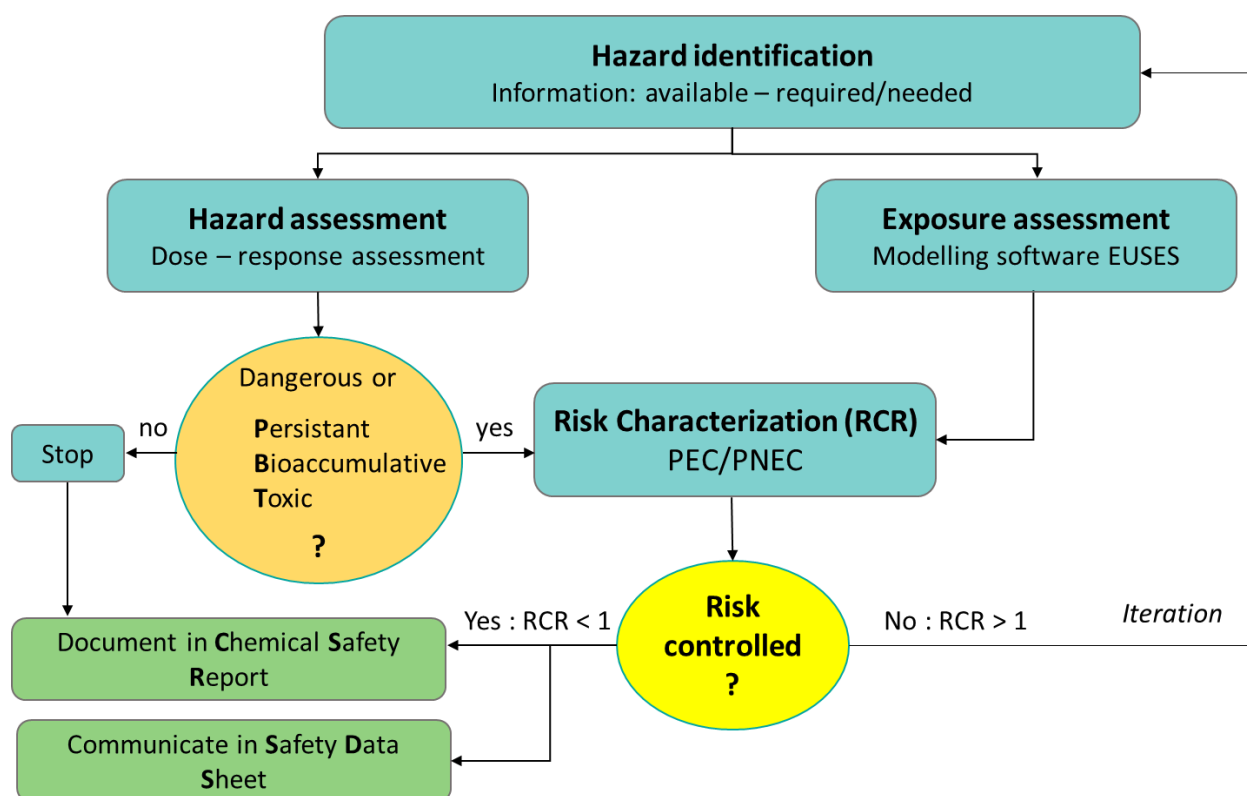 Hazard identification
Information: available – required/needed
Hazard assessment
Dose – response assessment
Exposure assessment
Modelling software EUSES
Dangerous or
Persistant
Bioaccumulative
Toxic
?
no
yes
Stop
Risk Characterization (RCR)
PEC/PNEC
Risk
controlled
?
Yes : RCR < 1
No : RCR > 1
Iteration
Document in Chemical Safety
Report
Communicate in Safety Data
Sheet